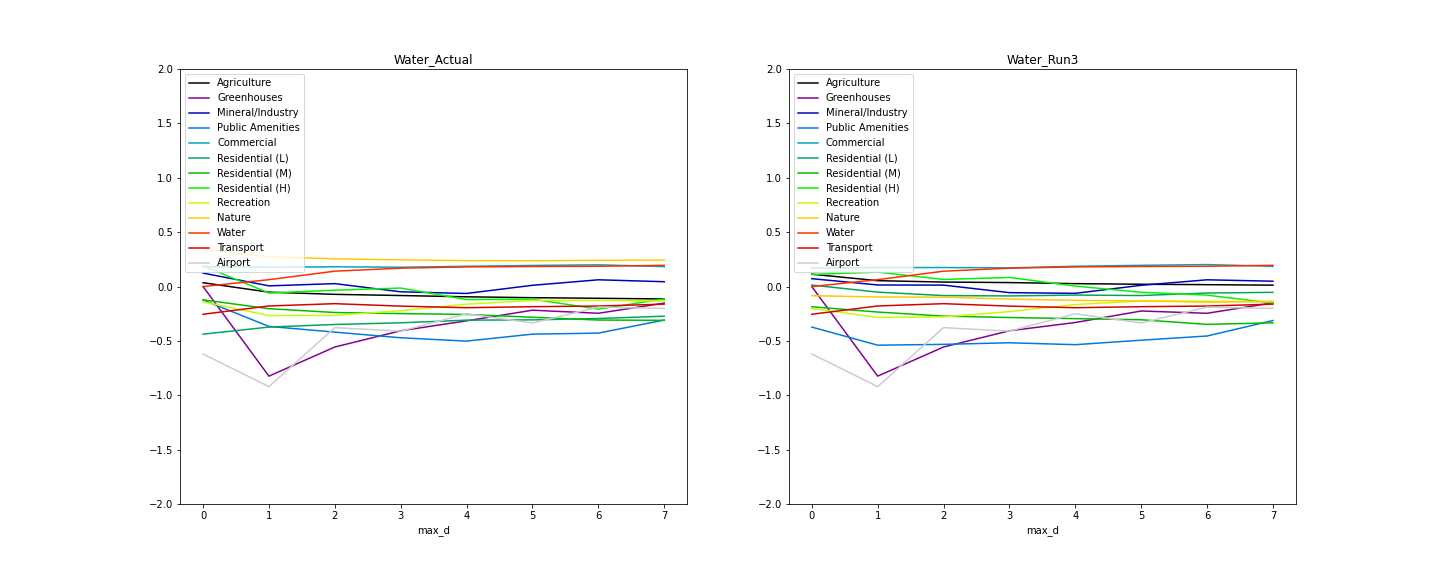 Water_Actual
2.0
1.5
1.0
0.5
0.0
−0.5
−1.0
−1.5
−2.0
Agriculture
Greenhouses
Mineral/Industry
Public Amenities
Commercial
Residential (L)
Residential (M)
Residential (H)
Recreation
Nature
Water
Transport
Airport
0 1 2 3 4 5 6 7
max_d
Water_Run3
2.0
1.5
1.0
0.5
0.0
−0.5
−1.0
−1.5
−2.0
Agriculture
Greenhouses
Mineral/Industry
Public Amenities
Commercial
Residential (L)
Residential (M)
Residential (H)
Recreation
Nature
Water
Transport
Airport
0 1 2 3 4 5 6 7
max_d